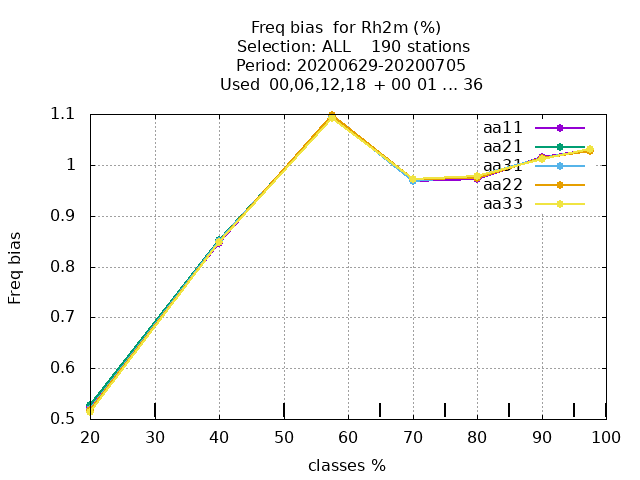 Freq bias  for Rh2m (%)
Selection: ALL    190 stations
Period: 20200629-20200705
Used  00,06,12,18  + 00 01 ... 36
Freq bias
1.1
1
0.9
0.8
0.7
0.6
0.5
aa11
aa21
aa31
aa22
aa33
20 30 40 50 60 70 80 90 100
classes %